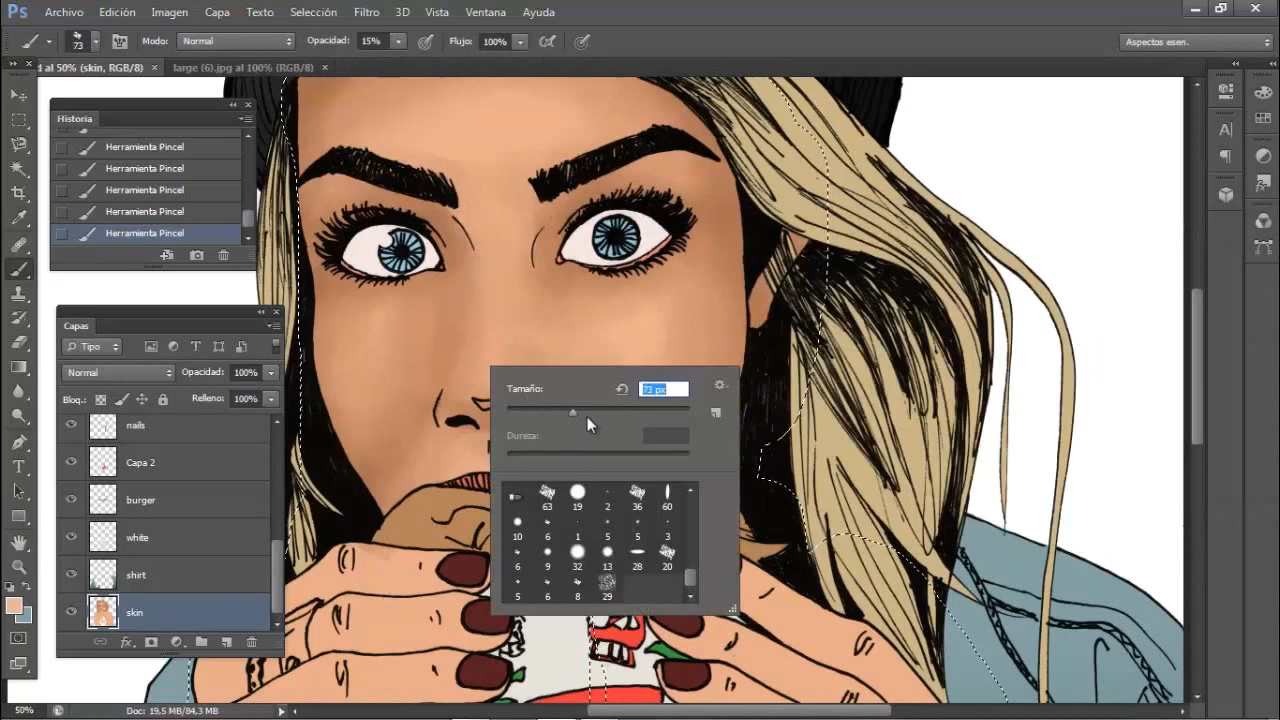 Ps Archivo Edición Imagen Capa Texto Selección Filtro 3D Vista Ventana Ayuda
73 Modo: Normal Opacidad: 15% Flujo: 100% Aspectos esen.
d al 50% (skin, RGB/8) × large (6).jpg al 100% (RGB/8) ×
Historia
Herramienta Pincel
Herramienta Pincel
Herramienta Pincel
Herramienta Pincel
Herramienta Pincel
Capas
Tipo
Normal Opacidad: 100%
Bloq.: Relleno: 100%
nails
Capa 2
burger
white
shirt
skin
fx
Tamaño: 73 px
Dureza:
63 19 2 36 60
10 6 1 5 5 3
6 9 32 13 28 20
5 6 8 29
50% Doc: 19,5 MB/84,3 MB